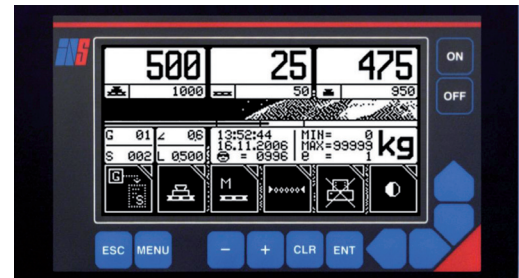 INS
500 25 475
1000 50 950
G 01 ∠ 06 13:52:44 MIN= 0
S 002 L 0500 16.11.2006 MAX=99999 kg
= 0996 e = 1
G S M
ON
OFF
ESC MENU - + CLR ENT